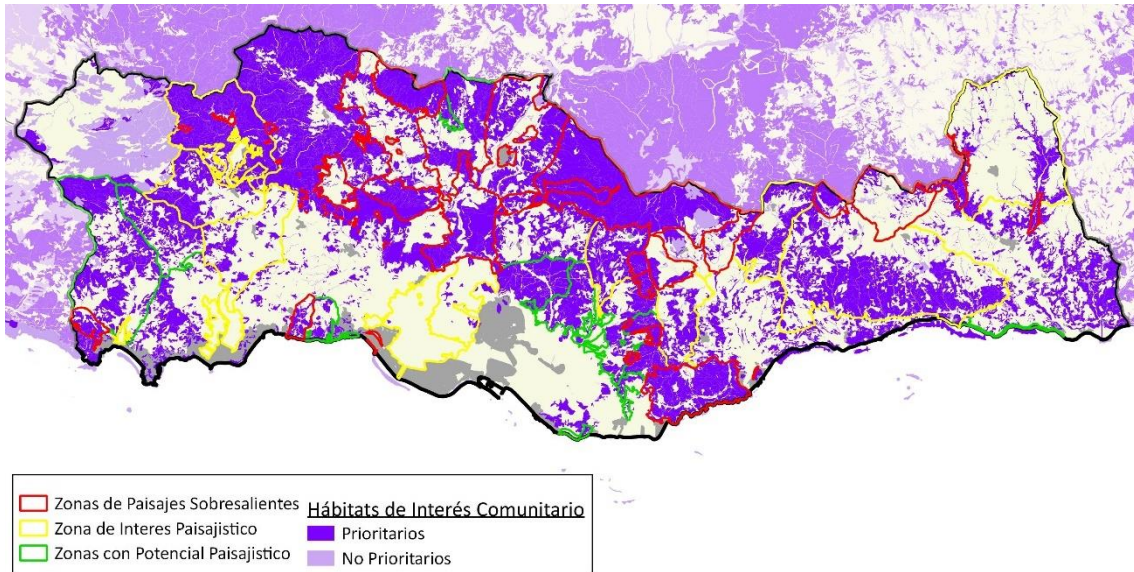 Zonas de Paisajes Sobresalientes
Zona de Interes Paisajistico
Zonas con Potencial Paisajistico
Hábitats de Interés Comunitario
Prioritarios
No Prioritarios